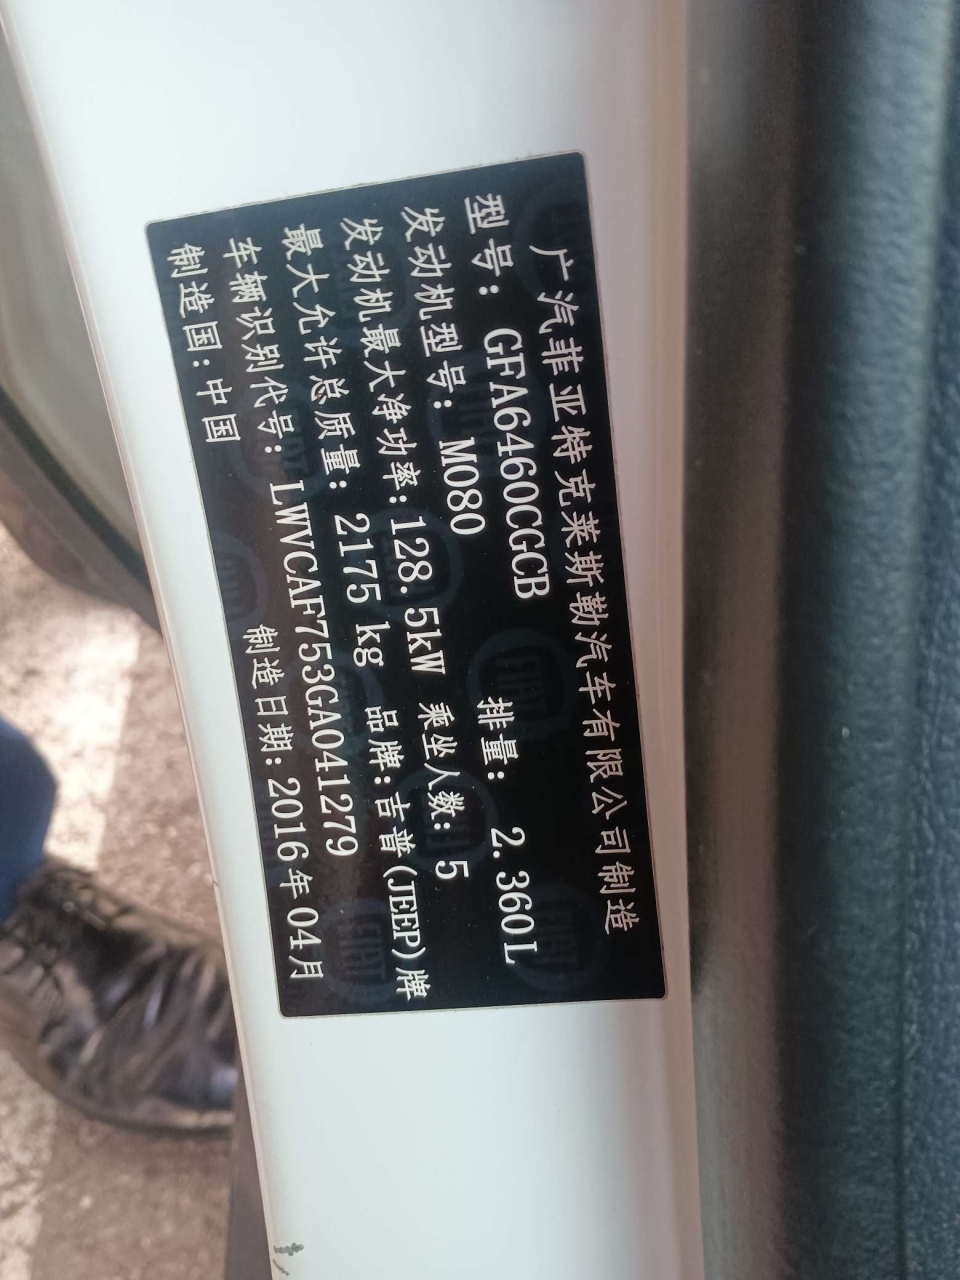 广汽菲亚特克莱斯勒汽车有限公司制造
型号: GFA6460CGCB 排量: 2.360L
发动机型号: M080
发动机最大净功率:128.5kW 乘坐人数: 5
最大允许总质量: 2175 kg 品牌:吉普(JEEP)牌
车辆识别代号: LWVCAF753GA041279
制造国:中国 制造日期:2016年04月